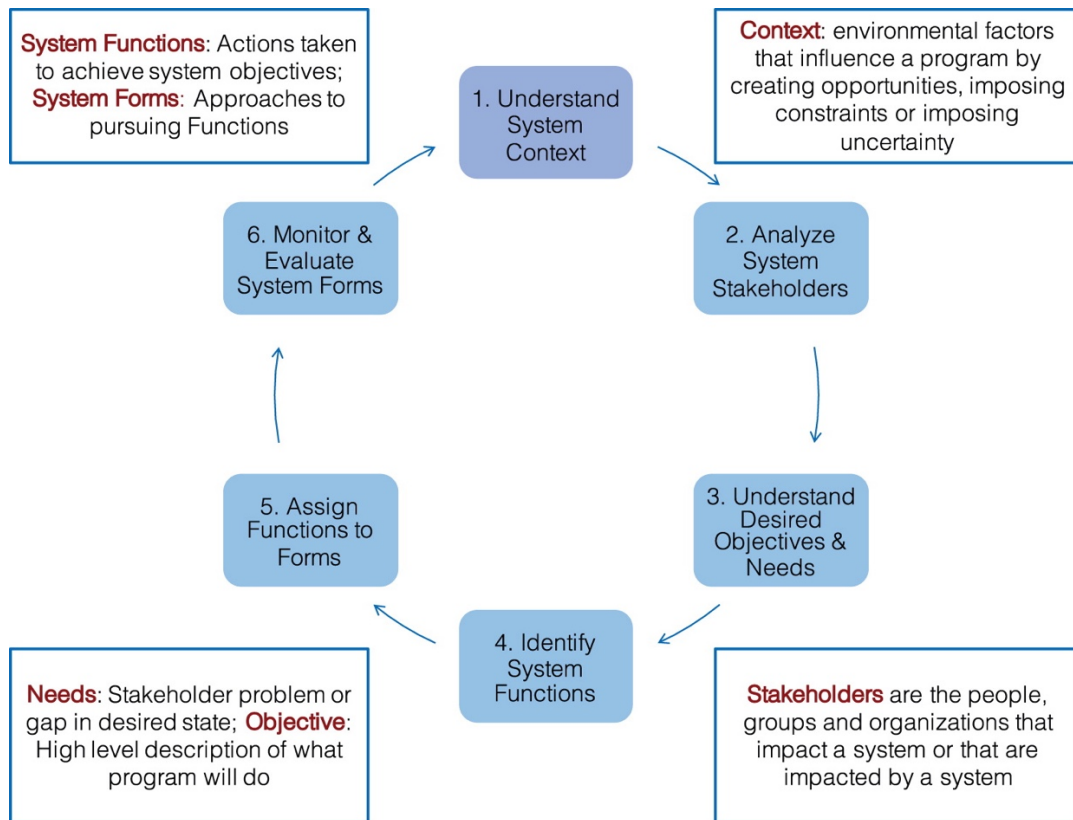 System Functions: Actions taken
to achieve system objectives;
System Forms: Approaches to
pursuing Functions
Context: environmental factors
that influence a program by
creating opportunities, imposing
constraints or imposing
uncertainty
1. Understand
System
Context
2. Analyze
System
Stakeholders
3. Understand
Desired
Objectives &
Needs
4. Identify
System
Functions
5. Assign
Functions to
Forms
6. Monitor &
Evaluate
System Forms
Needs: Stakeholder problem or
gap in desired state; Objective:
High level description of what
program will do
Stakeholders are the people,
groups and organizations that
impact a system or that are
impacted by a system